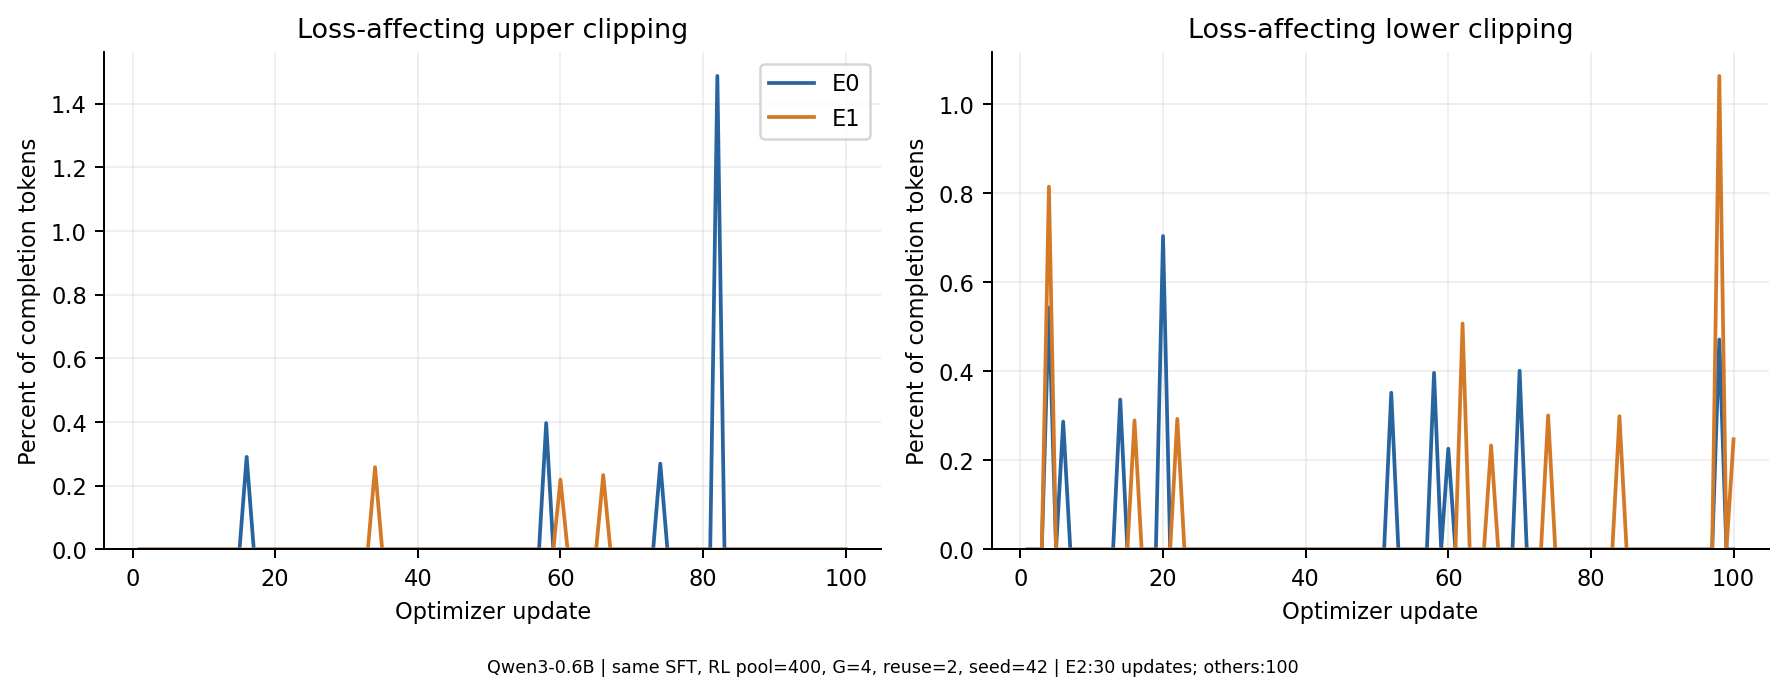 Loss-affecting upper clipping
Percent of completion tokens
1.4
1.2
1.0
0.8
0.6
0.4
0.2
0.0
0 20 40 60 80 100
Optimizer update
E0
E1
Loss-affecting lower clipping
Percent of completion tokens
1.0
0.8
0.6
0.4
0.2
0.0
0 20 40 60 80 100
Optimizer update
Qwen3-0.6B | same SFT, RL pool=400, G=4, reuse=2, seed=42 | E2:30 updates; others:100